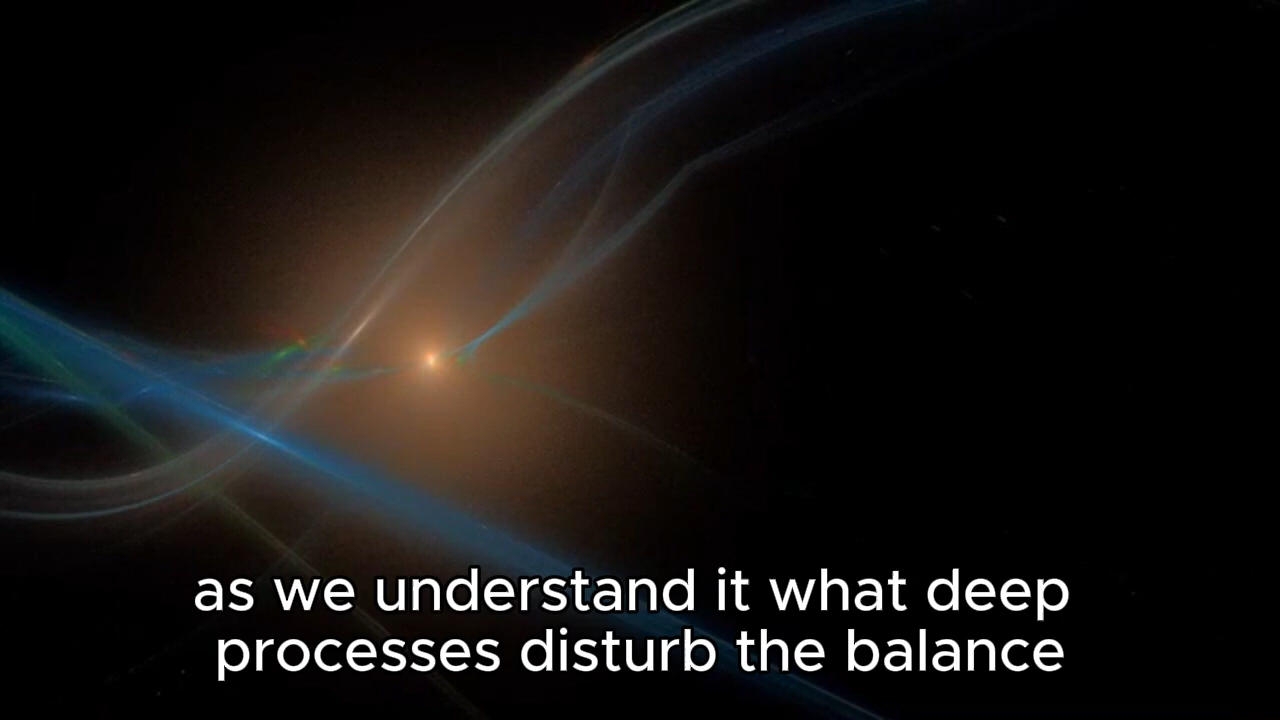 as we understand it what deep
processes disturb the balance